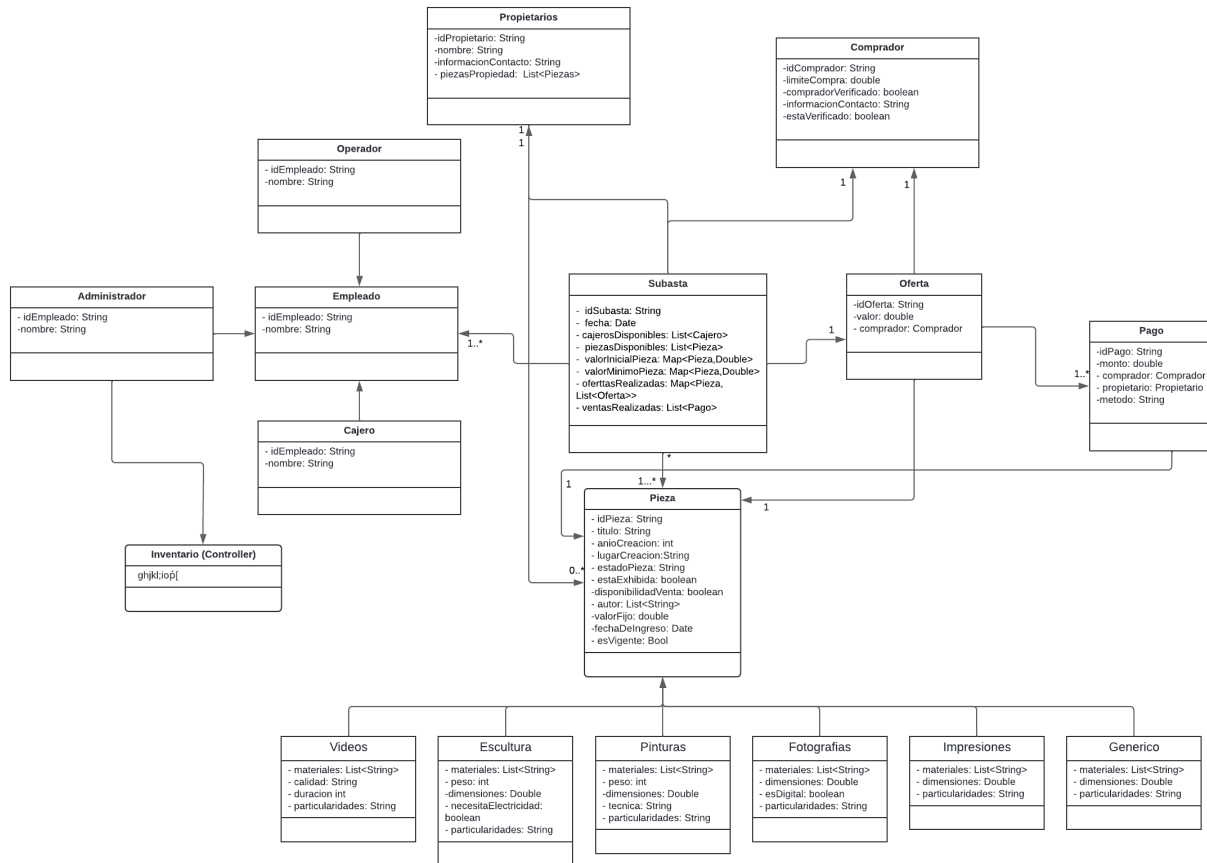 Propietarios
-idPropietario: String
-nombre: String
-informacionContacto: String
- piezasPropiedad:  List<Piezas>
Comprador
-idComprador: String
-limiteCompra: double
-compradorVerificado: boolean
-informacionContacto: String
-estaVerificado: boolean
1
1
1
1
Operador
- idEmpleado: String
-nombre: String
Administrador
- idEmpleado: String
-nombre: String
Empleado
- idEmpleado: String
-nombre: String
1..*
Subasta
-  idSubasta: String
-  fecha: Date
- cajerosDisponibles: List<Cajero>
-  piezasDisponibles: List<Pieza>
-  valorInicialPieza: Map<Pieza,Double>
-  valorMinimoPieza: Map<Pieza,Double>
- oferttasRealizadas: Map<Pieza,
List<Oferta>>
- ventasRealizadas: List<Pago>
1
Oferta
-idOferta: String
-valor: double
- comprador: Comprador
1..*
Pago
-idPago: String
-monto: double
- comprador: Comprador
- propietario: Propietario
-metodo: String
Cajero
- idEmpleado: String
-nombre: String
*
1...*
1
1
0..*
Inventario (Controller)
ghjkl;iop[
Pieza
- idPieza: String
- titulo: String
- anioCreacion: int
- lugarCreacion:String
- estadoPieza: String
- estaExhibida: boolean
-disponibilidadVenta: boolean
- autor: List<String>
-valorFijo: double
-fechaDeIngreso: Date
- esVigente: Bool
Videos
- materiales: List<String>
- calidad: String
- duracion int
- particularidades: String
Escultura
- materiales: List<String>
- peso: int
-dimensiones: Double
- necesitaElectricidad:
boolean
- particularidades: String
Pinturas
- materiales: List<String>
- peso: int
-dimensiones: Double
- tecnica: String
- particularidades: String
Fotografias
- materiales: List<String>
- dimensiones: Double
- esDigital: boolean
- particularidades: String
Impresiones
- materiales: List<String>
- dimensiones: Double
- particularidades: String
Generico
- materiales: List<String>
- dimensiones: Double
- particularidades: String